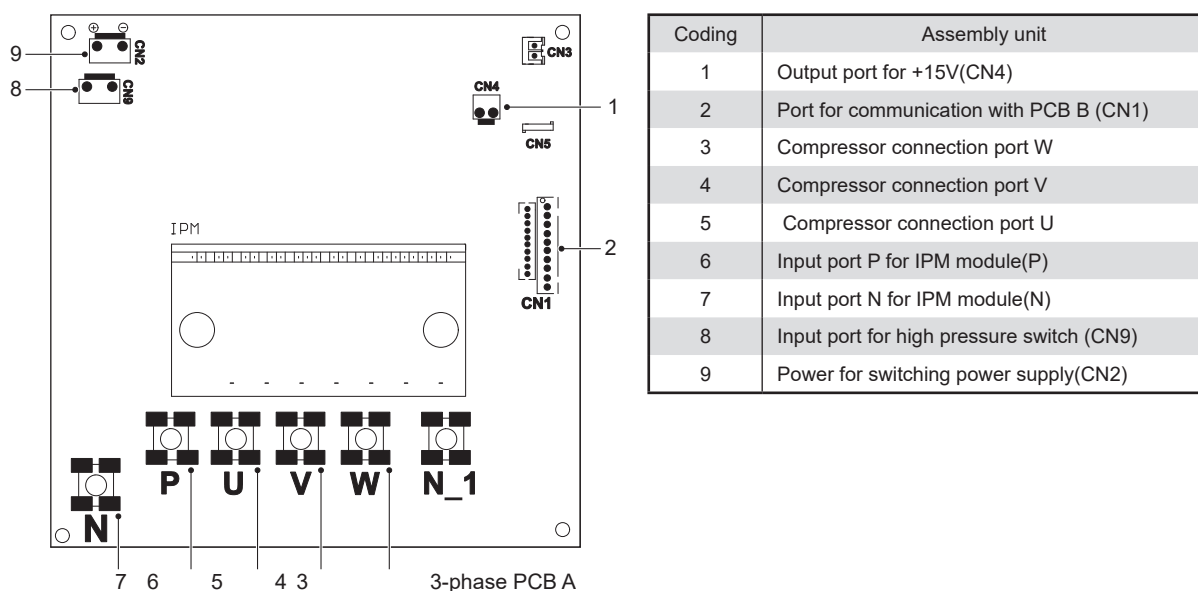 ⊕ ⊖
9
CN2
8
CN9
CN3
CN4
1
CN5
IPM
2
CN1
P U V W N_1
N
7 6 5 4 3 3-phase PCB A
Coding Assembly unit
1 Output port for +15V(CN4)
2 Port for communication with PCB B (CN1)
3 Compressor connection port W
4 Compressor connection port V
5 Compressor connection port U
6 Input port P for IPM module(P)
7 Input port N for IPM module(N)
8 Input port for high pressure switch (CN9)
9 Power for switching power supply(CN2)